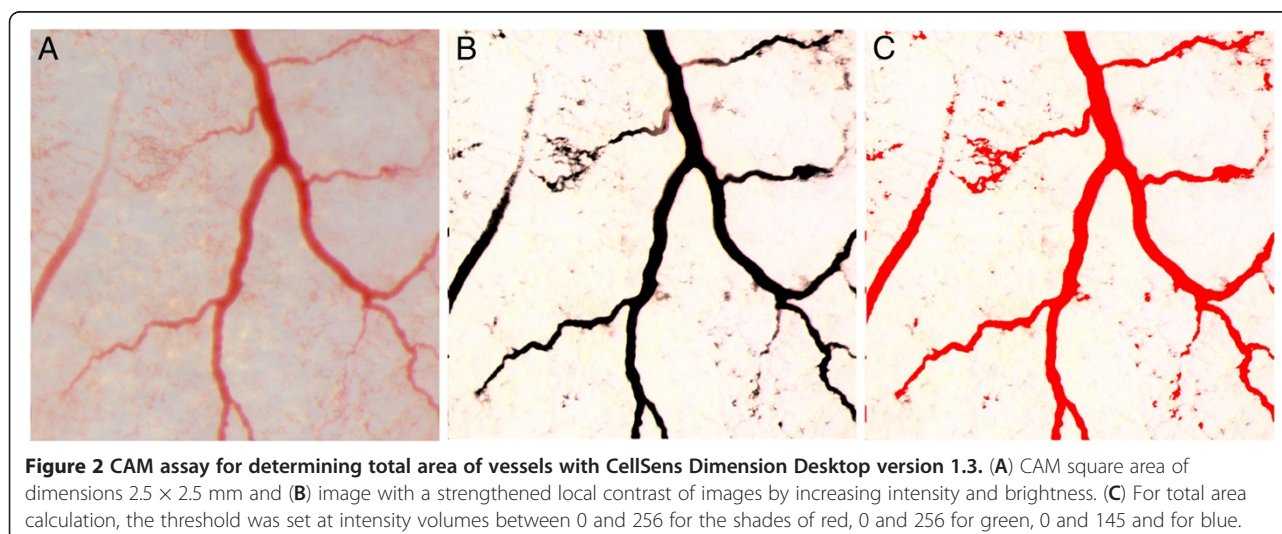 A
B
C
Figure 2 CAM assay for determining total area of vessels with CellSens Dimension Desktop version 1.3. (A) CAM square area of
dimensions 2.5 × 2.5 mm and (B) image with a strengthened local contrast of images by increasing intensity and brightness. (C) For total area
calculation, the threshold was set at intensity volumes between 0 and 256 for the shades of red, 0 and 256 for green, 0 and 145 and for blue.